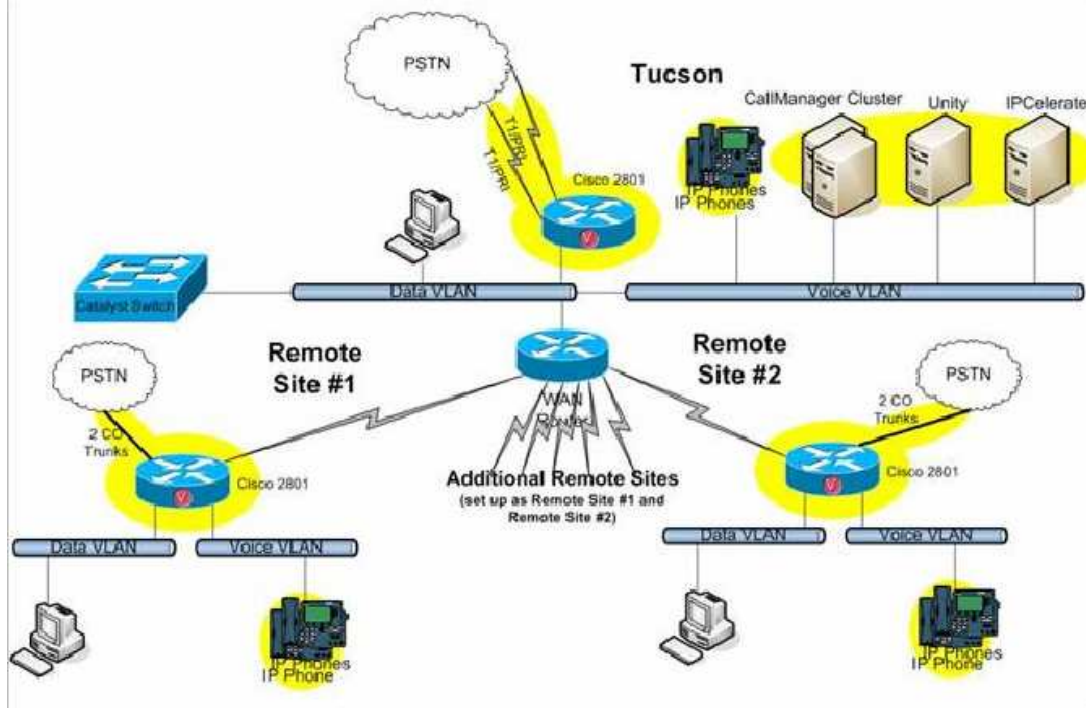 PSTN
Tucson
CallManager Cluster
Unity
IPCelerate
T1/PRI
T1/PRI
Cisco 2801
IP Phones
IP Phones
Catalyst Switch
Data VLAN
Voice VLAN
Remote
Site #1
Remote
Site #2
PSTN
PSTN
WAN
Router
2 CO
Trunks
2 CO
Trunks
Cisco 2801
Cisco 2801
Additional Remote Sites
(set up as Remote Site #1 and
Remote Site #2)
Data VLAN
Voice VLAN
Data VLAN
Voice VLAN
IP Phones
IP Phone
IP Phones
IP Phone